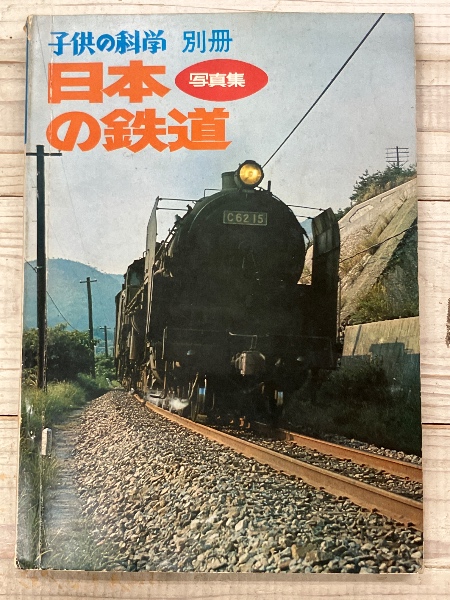 子供の科学 別冊
日本
写真集
の鉄道
C62 15